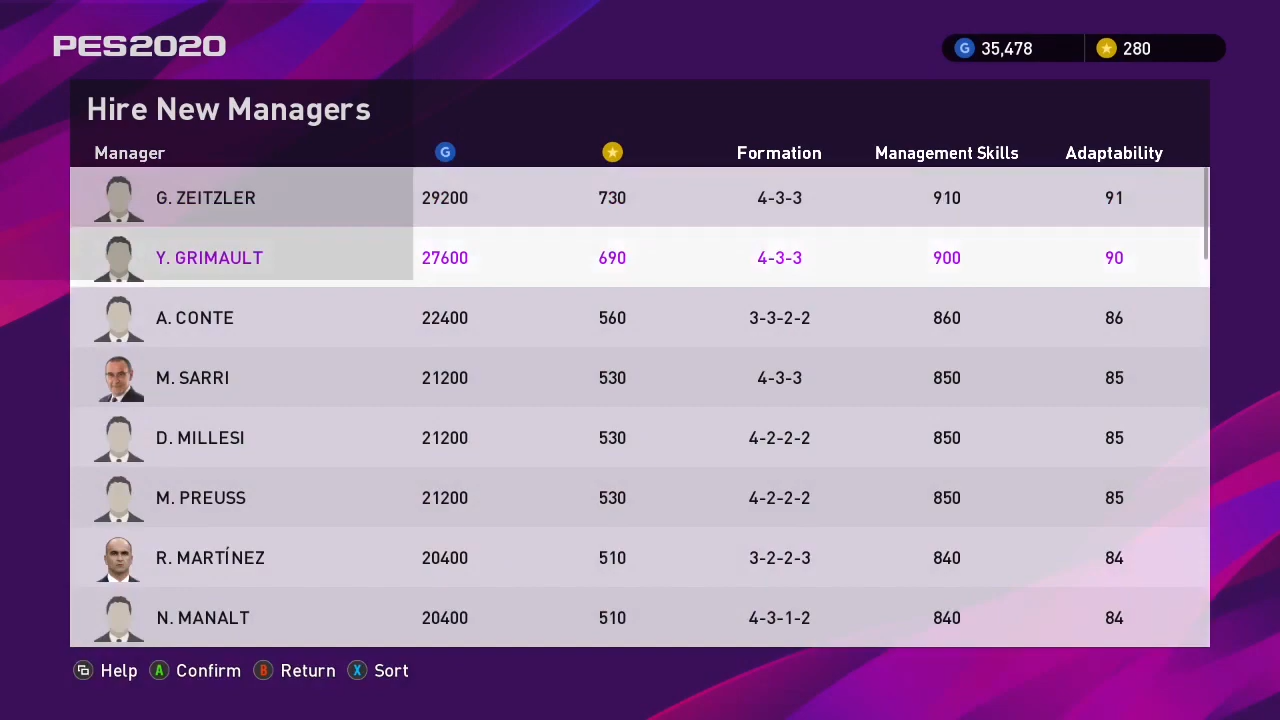 PES2020
G 35,478 280
Hire New Managers
Manager G Formation Management Skills Adaptability
G. ZEITZLER 29200 730 4-3-3 910 91
Y. GRIMAULT 27600 690 4-3-3 900 90
A. CONTE 22400 560 3-3-2-2 860 86
M. SARRI 21200 530 4-3-3 850 85
D. MILLESI 21200 530 4-2-2-2 850 85
M. PREUSS 21200 530 4-2-2-2 850 85
R. MARTÍNEZ 20400 510 3-2-2-3 840 84
N. MANALT 20400 510 4-3-1-2 840 84
Help A Confirm B Return X Sort